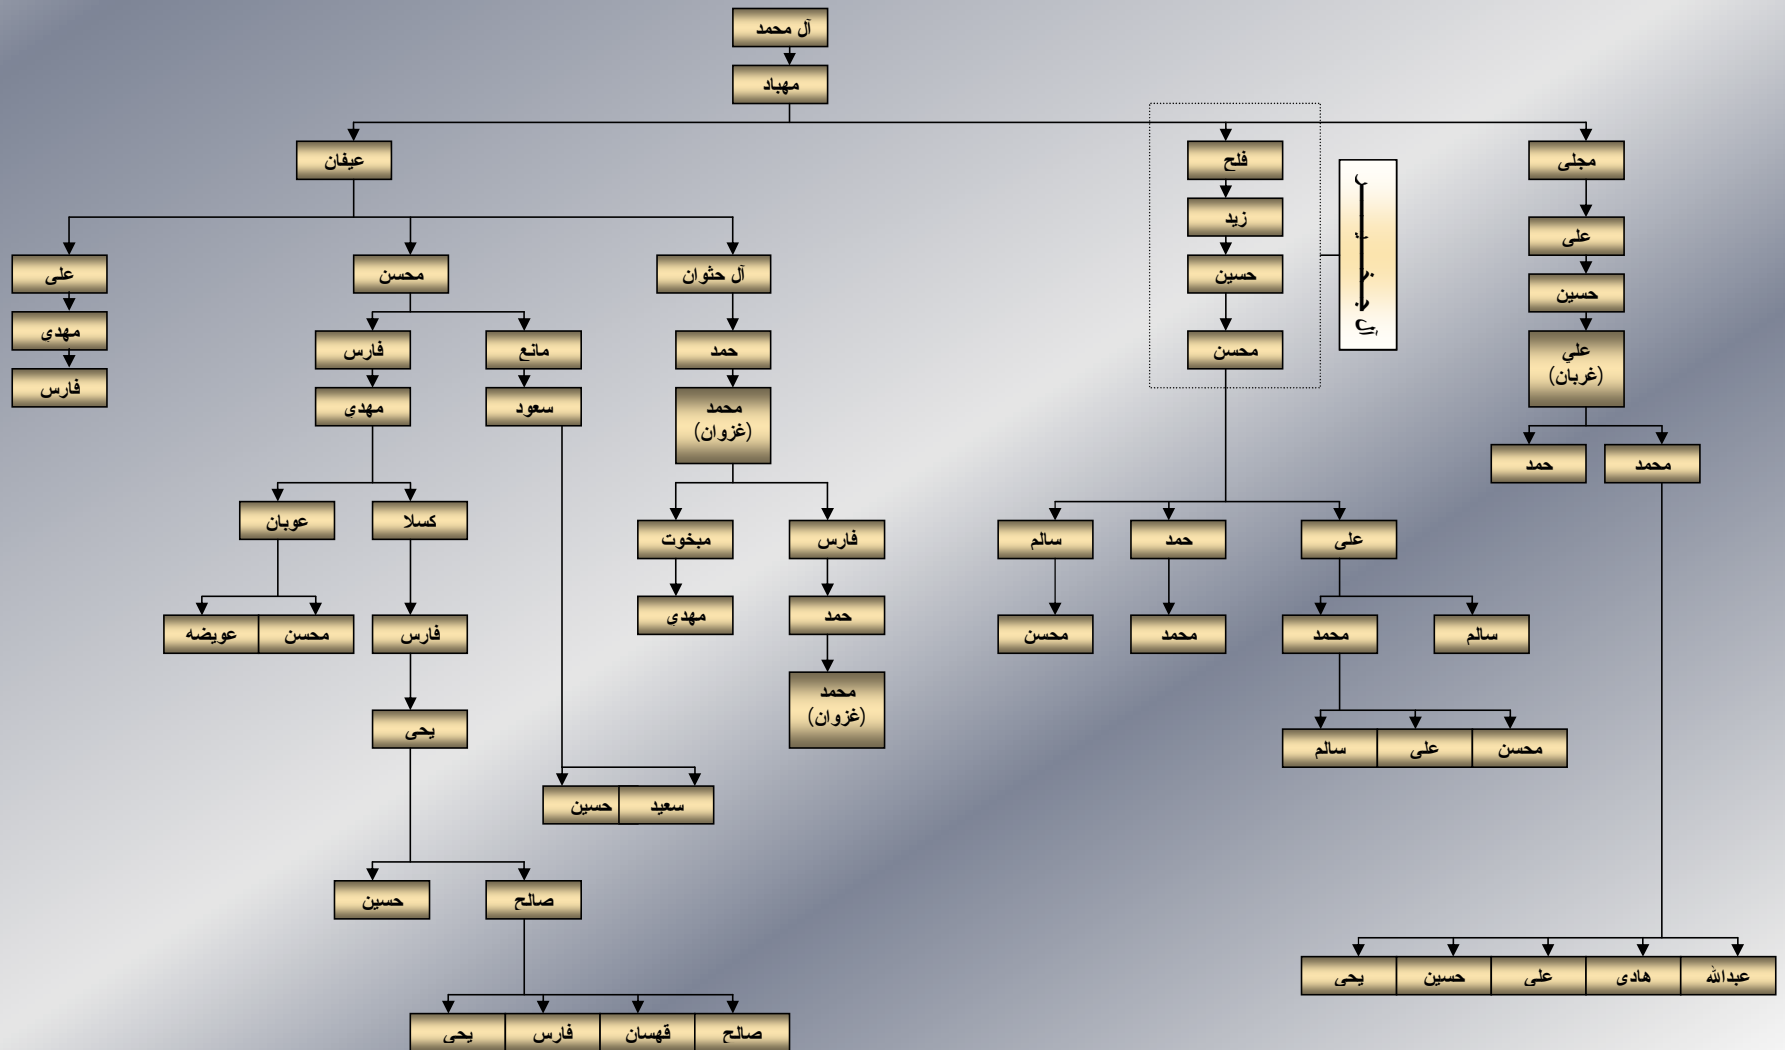 آل محمد
مهباد
مجلى
فلح
عيفان
زيد
على
آل حثوان
محسن
على
حسين
حسين
مهدي
حمد
مانع
فارس
محسن
علي
(غربان)
فارس
محمد
(غزوان)
سعود
مهدي
محمد
حمد
كسلا
عوبان
على
حمد
سالم
فارس
مبخوت
حمد
مهدي
سالم
محمد
محمد
محسن
فارس
محسن
عويضه
محمد
(غزوان)
يحى
محسن
على
سالم
سعيد
حسين
صالح
حسين
عبدالله
هادى
على
حسين
يحى
صالح
قهسان
فارس
يحى